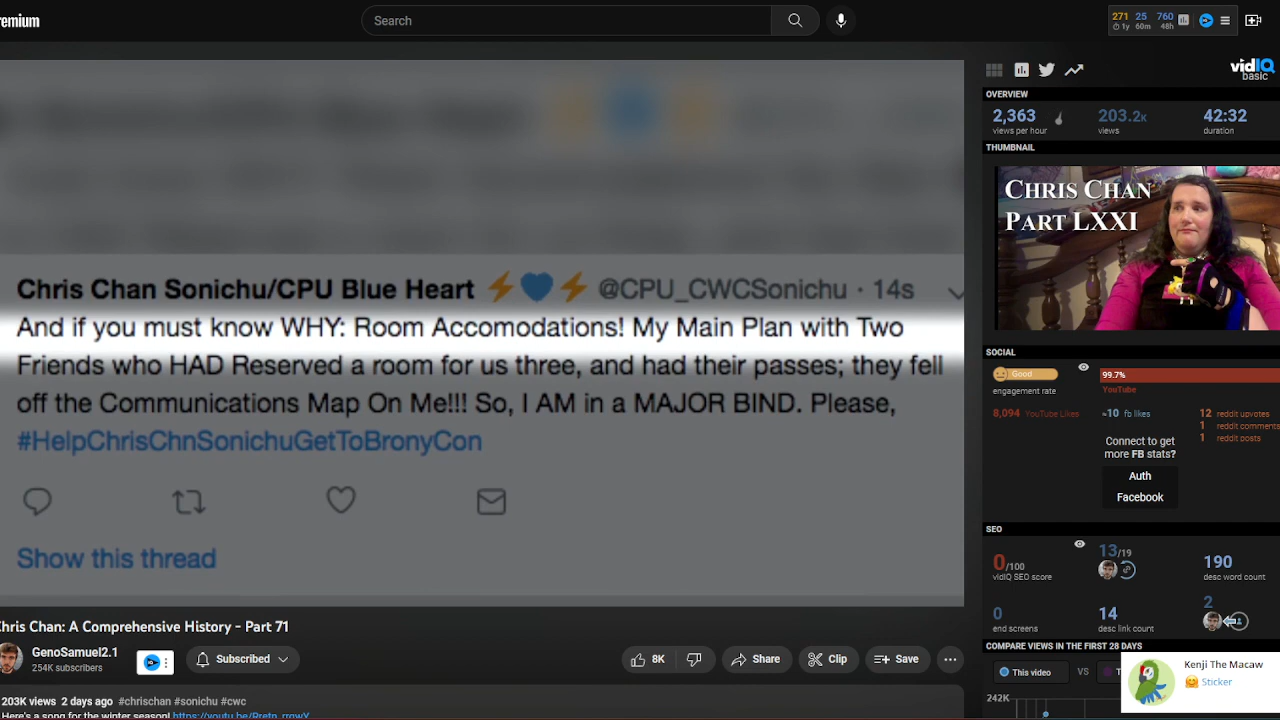 remium
Search
271 25 760
1y 60m 48h
vidIQ
basic
OVERVIEW
2,363 203.2K 42:32
views per hour views duration
THUMBNAIL
CHRIS CHAN
PART LXXI
Chris Chan Sonichu/CPU Blue Heart ⚡💙⚡ @CPU_CWCSonichu · 14s
And if you must know WHY: Room Accomodations! My Main Plan with Two
Friends who HAD Reserved a room for us three, and had their passes; they fell
off the Communications Map On Me!!! So, I AM in a MAJOR BIND. Please,
#HelpChrisChnSonichuGetToBronyCon
Show this thread
SOCIAL
Good
engagement rate
99.7%
YouTube
8,094 YouTube Likes
≈10 fb likes
12 reddit upvotes
1 reddit comments
1 reddit posts
Connect to get
more FB stats?
Auth
Facebook
SEO
0/100
vidIQ SEO score
13/19
190
desc word count
0
end screens
14
desc link count
2
COMPARE VIEWS IN THE FIRST 28 DAYS
This video VS T
242K
Kenji The Macaw
🤗 Sticker
Chris Chan: A Comprehensive History - Part 71
GenoSamuel2.1
254K subscribers
Subscribed
8K
Share
Clip
Save
203K views 2 days ago #chrischan #sonichu #cwc
Here's a song for the winter season!